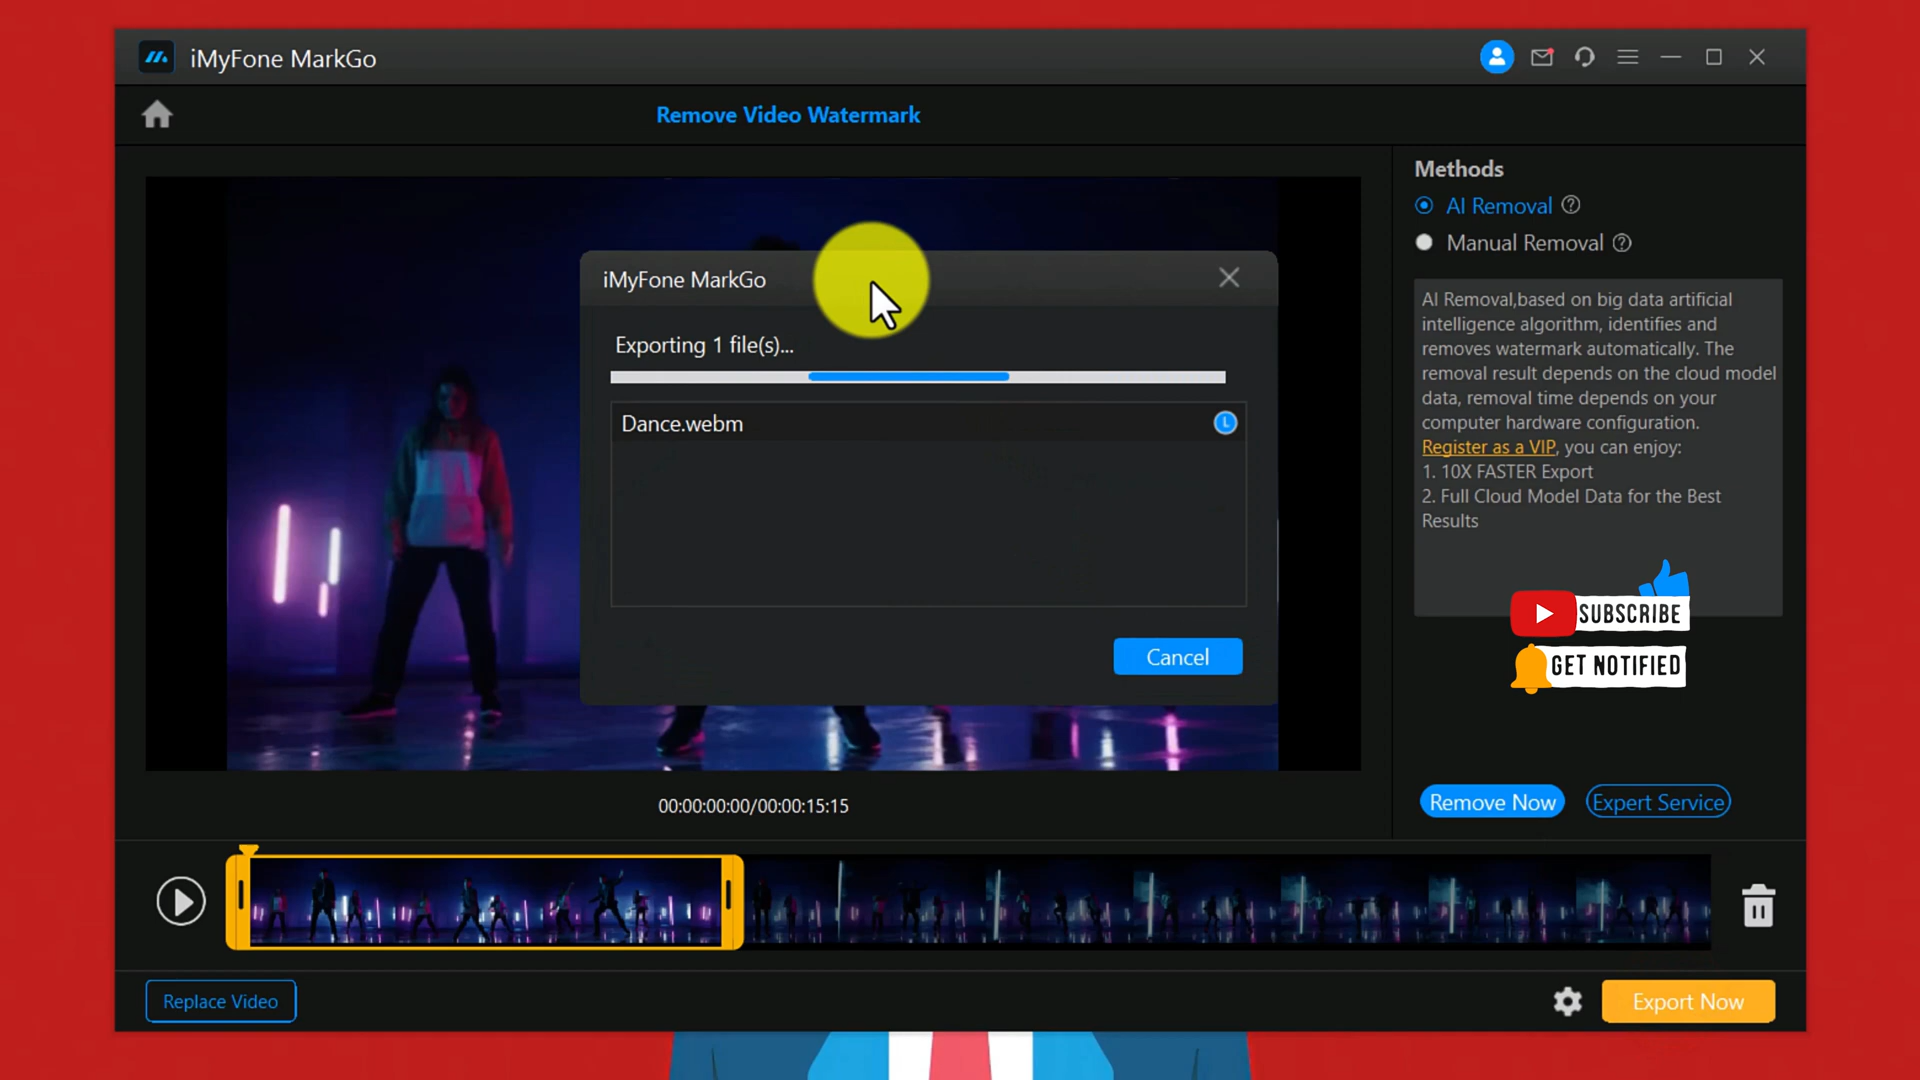 iMyFone MarkGo
Remove Video Watermark
Methods
AI Removal
Manual Removal
AI Removal,based on big data artificial
intelligence algorithm, identifies and
removes watermark automatically. The
removal result depends on the cloud model
data, removal time depends on your
computer hardware configuration.
Register as a VIP, you can enjoy:
1. 10X FASTER Export
2. Full Cloud Model Data for the Best
Results
iMyFone MarkGo
Exporting 1 file(s)...
Dance.webm
Cancel
SUBSCRIBE
GET NOTIFIED
Remove Now
Expert Service
00:00:00:00/00:00:15:15
Replace Video
Export Now